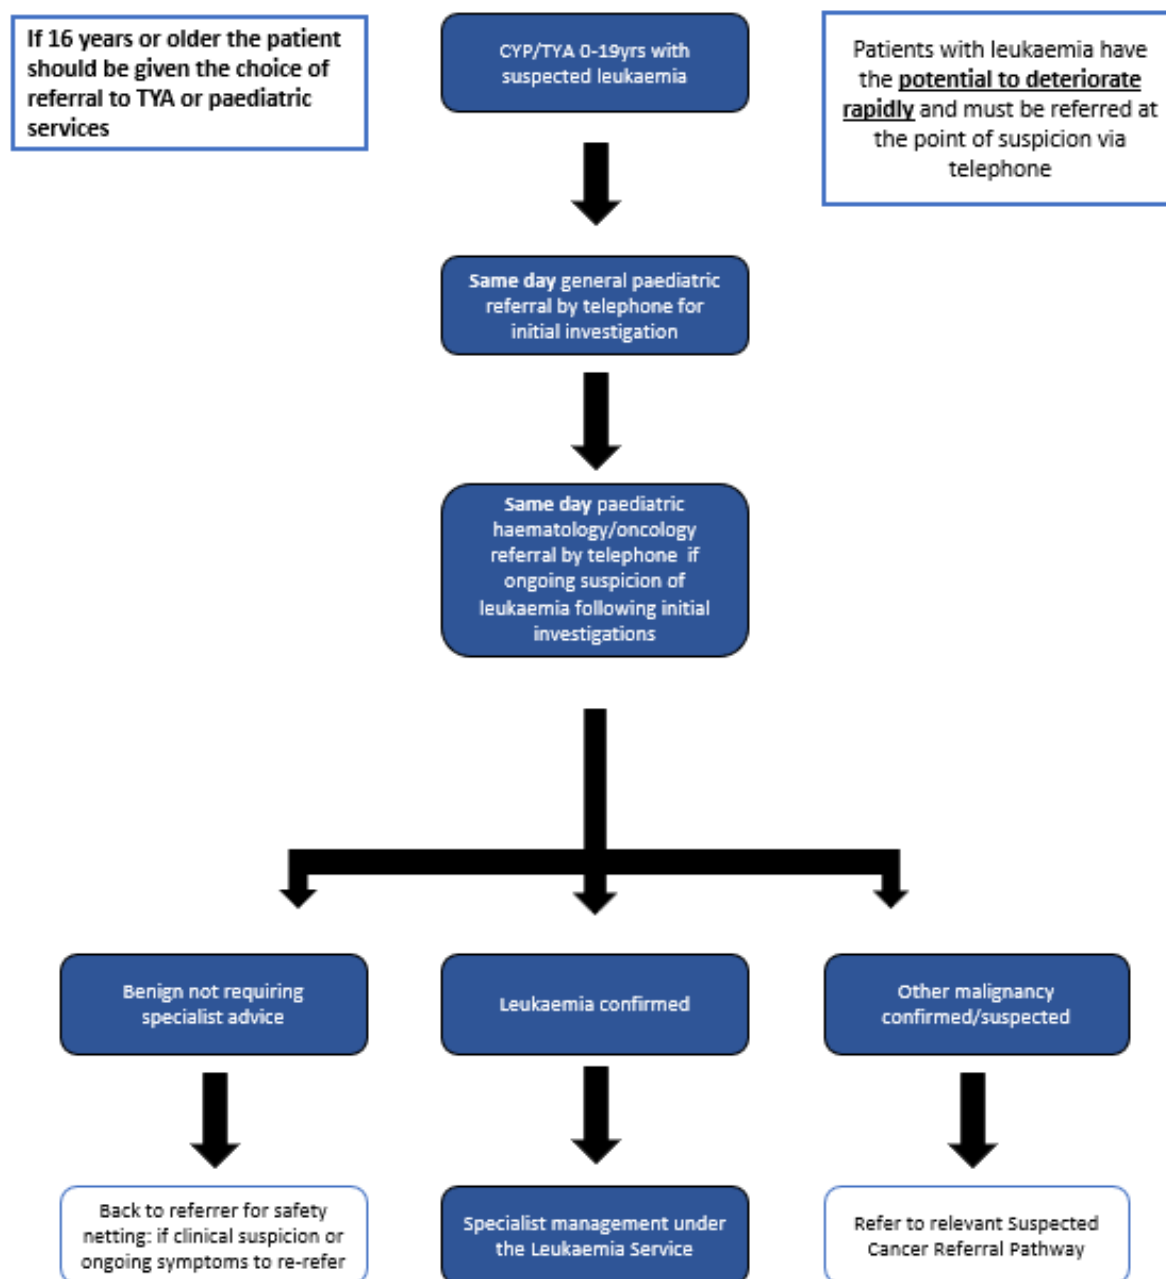 If 16 years or older the patient
should be given the choice of
referral to TYA or paediatric
services
CYP/TYA 0-19yrs with
suspected leukaemia
Patients with leukaemia have
the potential to deteriorate
rapidly and must be referred at
the point of suspicion via
telephone
Same day general paediatric
referral by telephone for
initial investigation
Same day paediatric
haematology/oncology
referral by telephone if
ongoing suspicion of
leukaemia following initial
investigations
Benign not requiring
specialist advice
Leukaemia confirmed
Other malignancy
confirmed/suspected
Back to referrer for safety
netting: if clinical suspicion or
ongoing symptoms to re-refer
Specialist management under
the Leukaemia Service
Refer to relevant Suspected
Cancer Referral Pathway